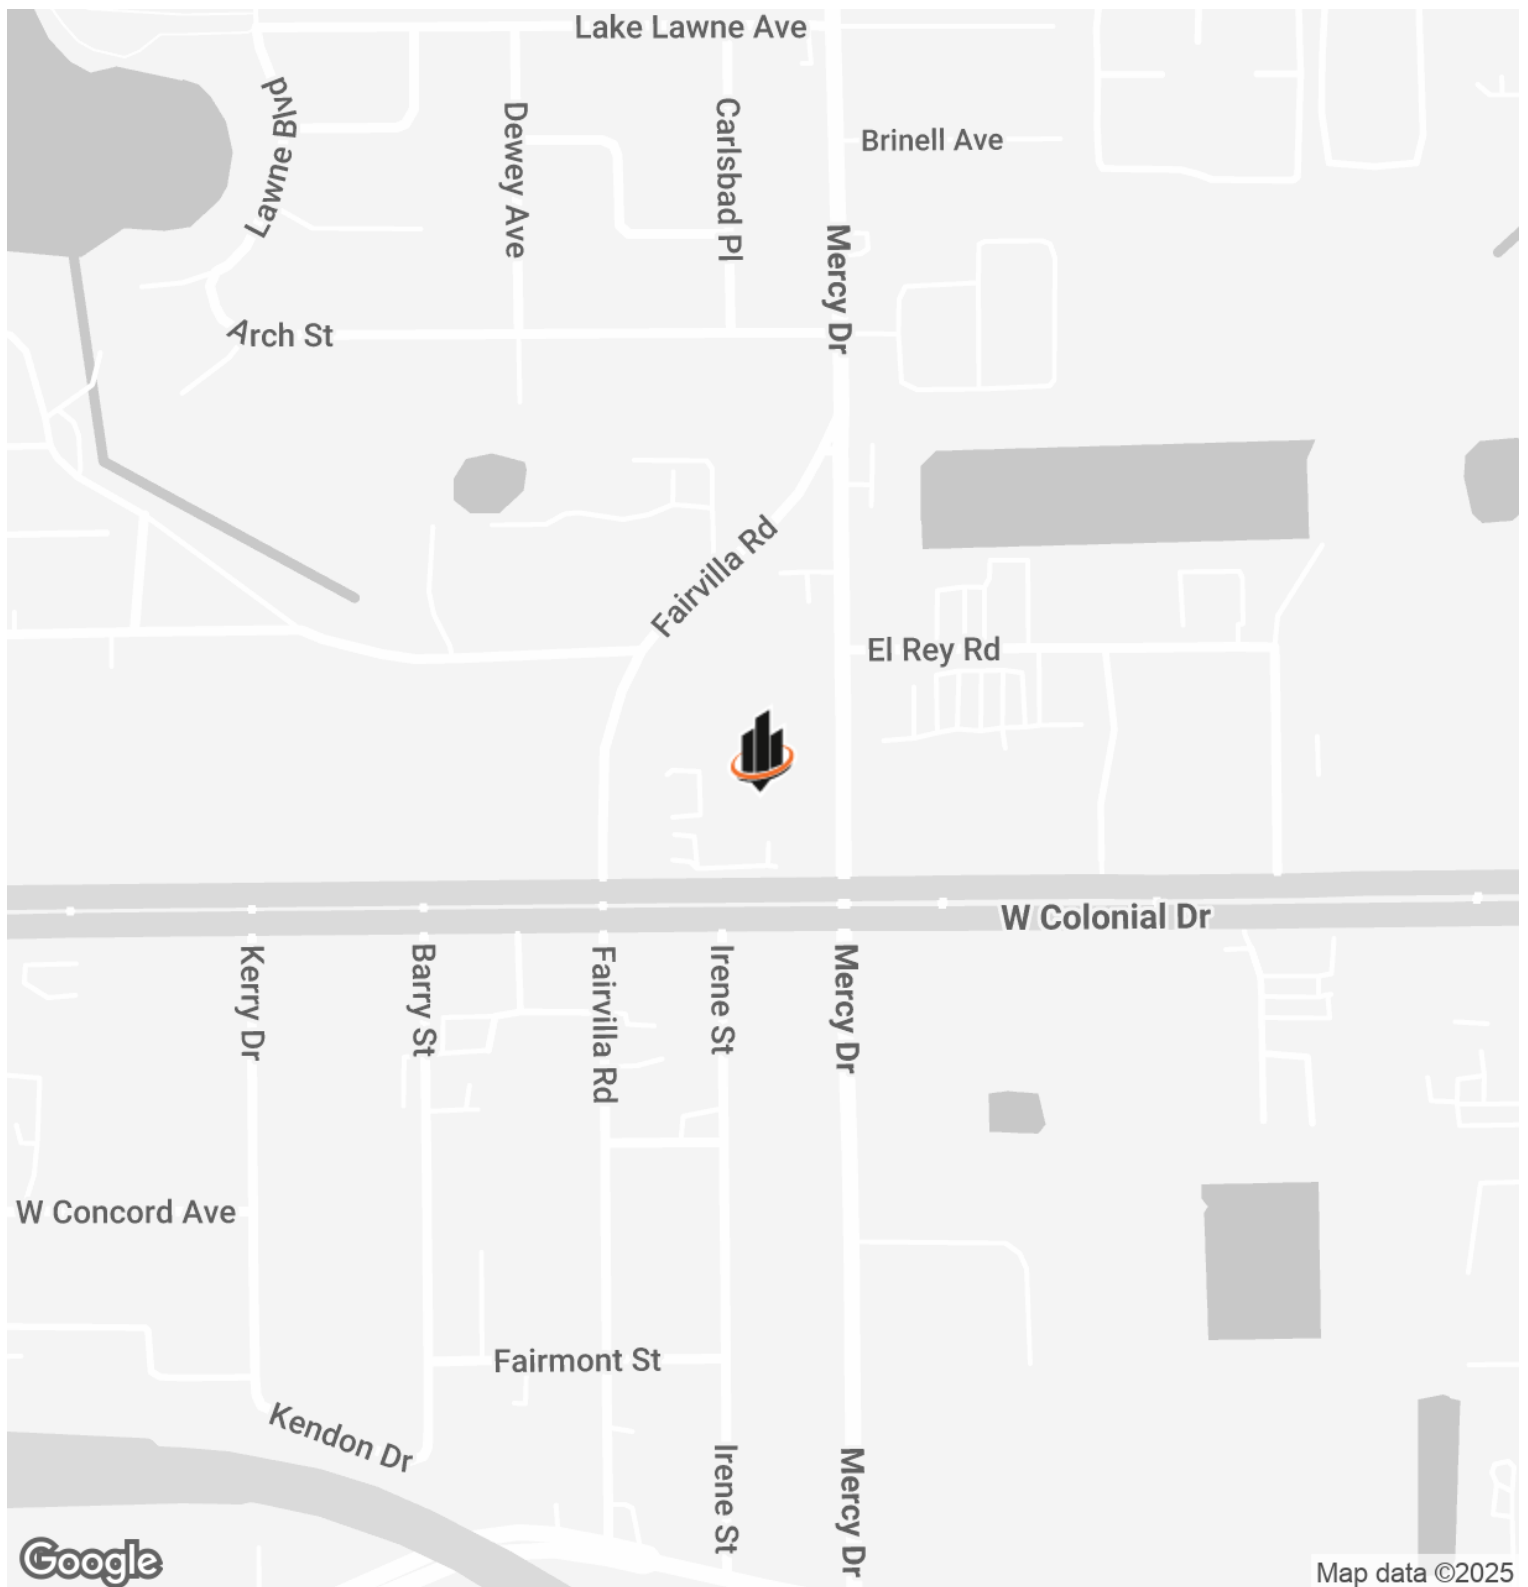 Lake Lawne Ave
Lawne Blvd
Dewey Ave
Carlsbad Pl
Brinell Ave
Mercy Dr
Arch St
Fairvilla Rd
El Rey Rd
W Colonial Dr
Kerry Dr
Barry St
Fairvilla Rd
Irene St
Mercy Dr
W Concord Ave
Fairmont St
Kendon Dr
Irene St
Mercy Dr
Google
Map data ©2025